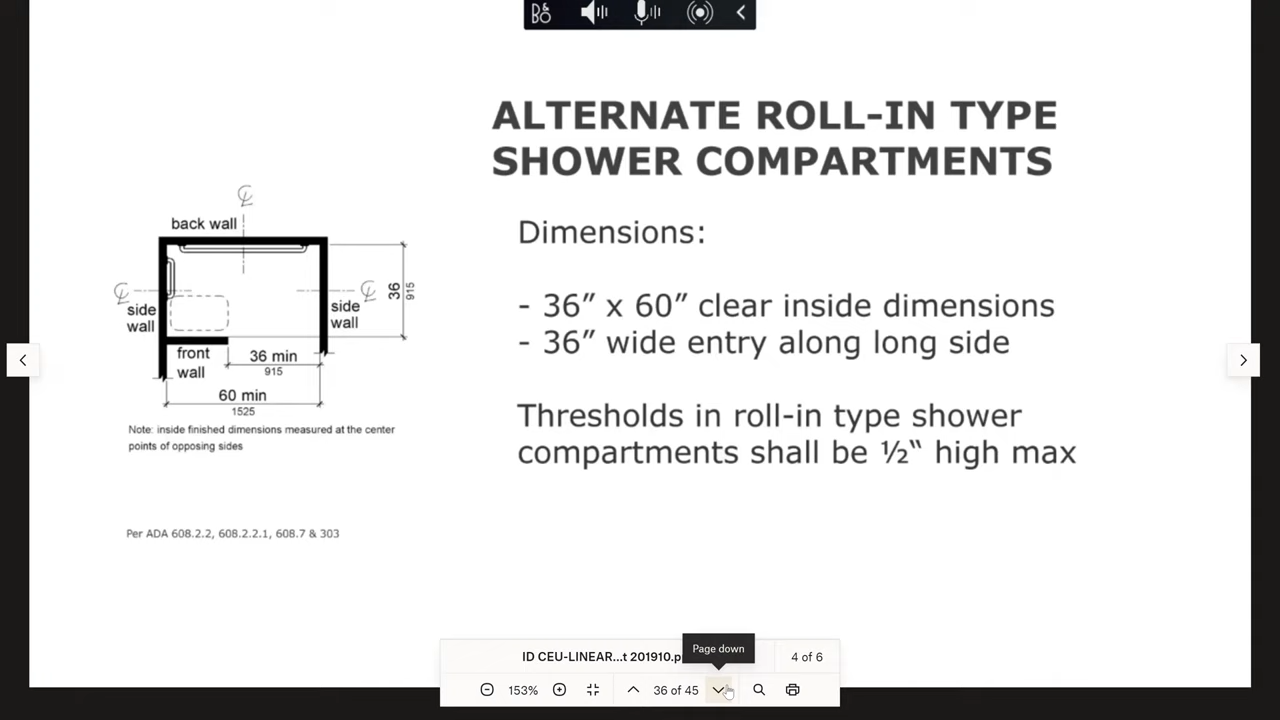 B&O
ALTERNATE ROLL-IN TYPE
SHOWER COMPARTMENTS
Dimensions:
- 36” x 60” clear inside dimensions
- 36” wide entry along long side
Thresholds in roll-in type shower
compartments shall be ½“ high max
℄
back wall
℄
side
wall
℄
side
wall
36
915
front
wall
36 min
915
60 min
1525
Note: inside finished dimensions measured at the center
points of opposing sides
Per ADA 608.2.2, 608.2.2.1, 608.7 & 303
Page down
ID CEU-LINEAR...t 201910.p
4 of 6
153%
36 of 45